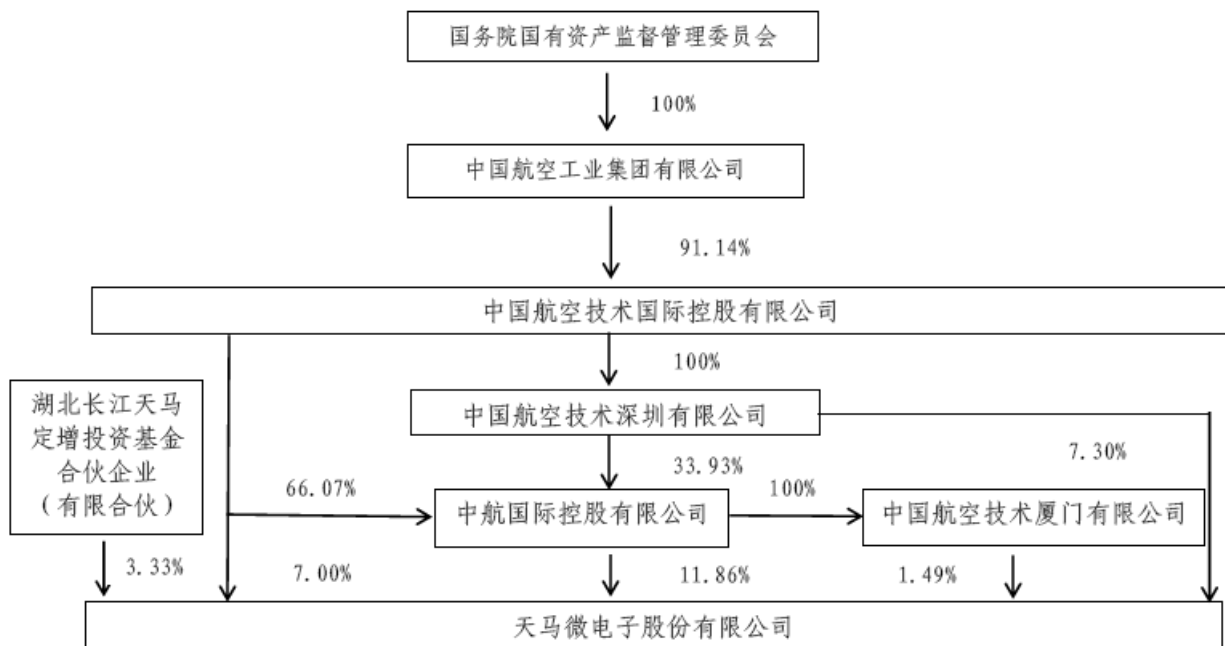 国务院国有资产监督管理委员会
100%
中国航空工业集团有限公司
91.14%
中国航空技术国际控股有限公司
100%
湖北长江天马
定增投资基金
合伙企业
(有限合伙)
中国航空技术深圳有限公司
7.30%
33.93%
66.07%
100%
中航国际控股有限公司
中国航空技术厦门有限公司
3.33%
7.00%
11.86%
1.49%
天马微电子股份有限公司